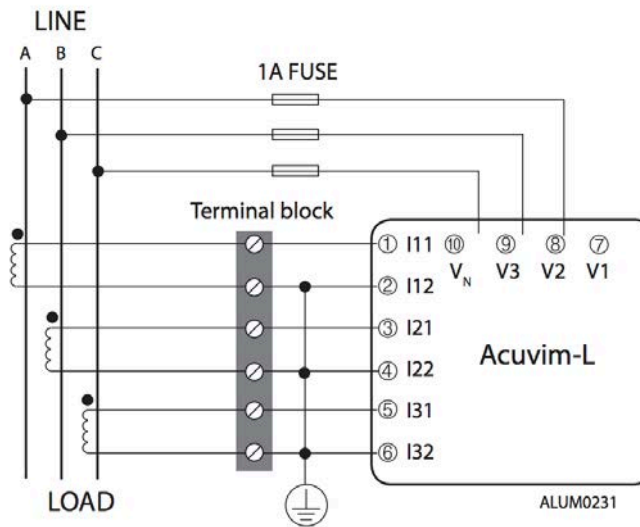 LINE
A B C
1A FUSE
Terminal block
① I11 ⑩ ⑨ ⑧ ⑦
V_N V3 V2 V1
② I12
③ I21
④ I22
Acuvim-L
⑤ I31
⑥ I32
LOAD
ALUM0231